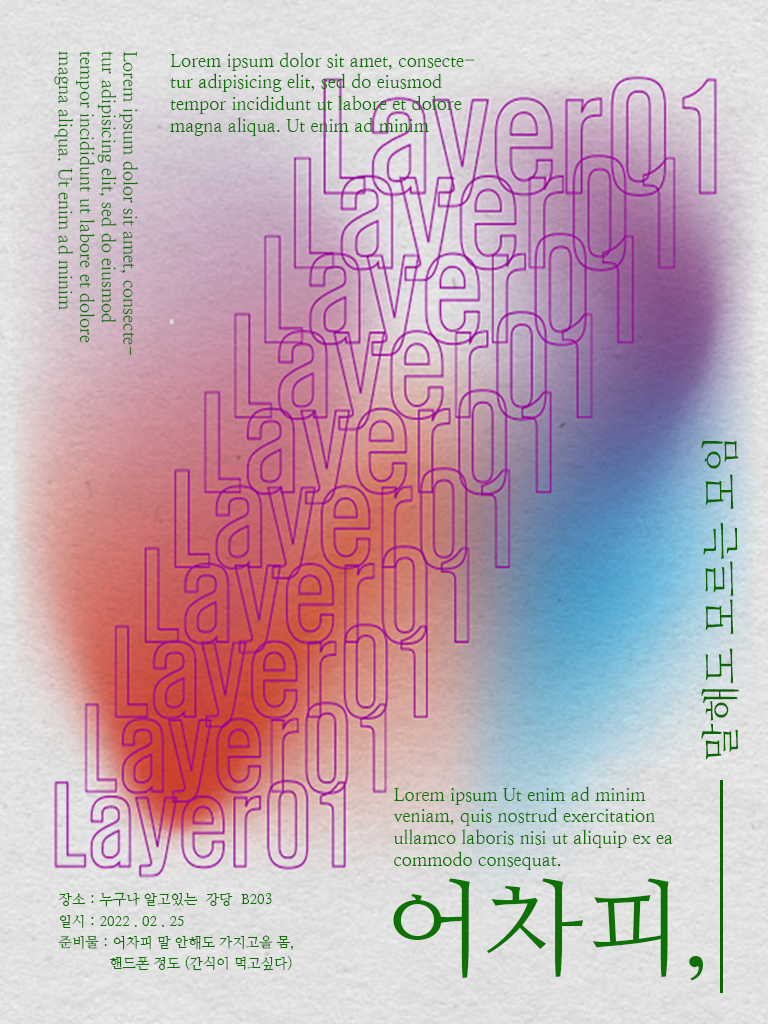 Lorem ipsum dolor sit amet, consecte-
tur adipisicing elit, sed do eiusmod
tempor incididunt ut labore et dolore
magna aliqua. Ut enim ad minim
Lorem ipsum dolor sit amet, consecte-
tur adipisicing elit, sed do eiusmod
tempor incididunt ut labore et dolore
magna aliqua. Ut enim ad minim
Layer01
Layer01
Layer01
Layer01
Layer01
Layer01
Layer01
Layer01
Layer01
Layer01
말해도 모르는 모임
Lorem ipsum Ut enim ad minim
veniam, quis nostrud exercitation
ullamco laboris nisi ut aliquip ex ea
commodo consequat.
어차피,
장소 : 누구나 알고있는 강당 B203
일시 : 2022 . 02 . 25
준비물 : 어차피 말 안해도 가지고올 몸,
핸드폰 정도 (간식이 먹고싶다)